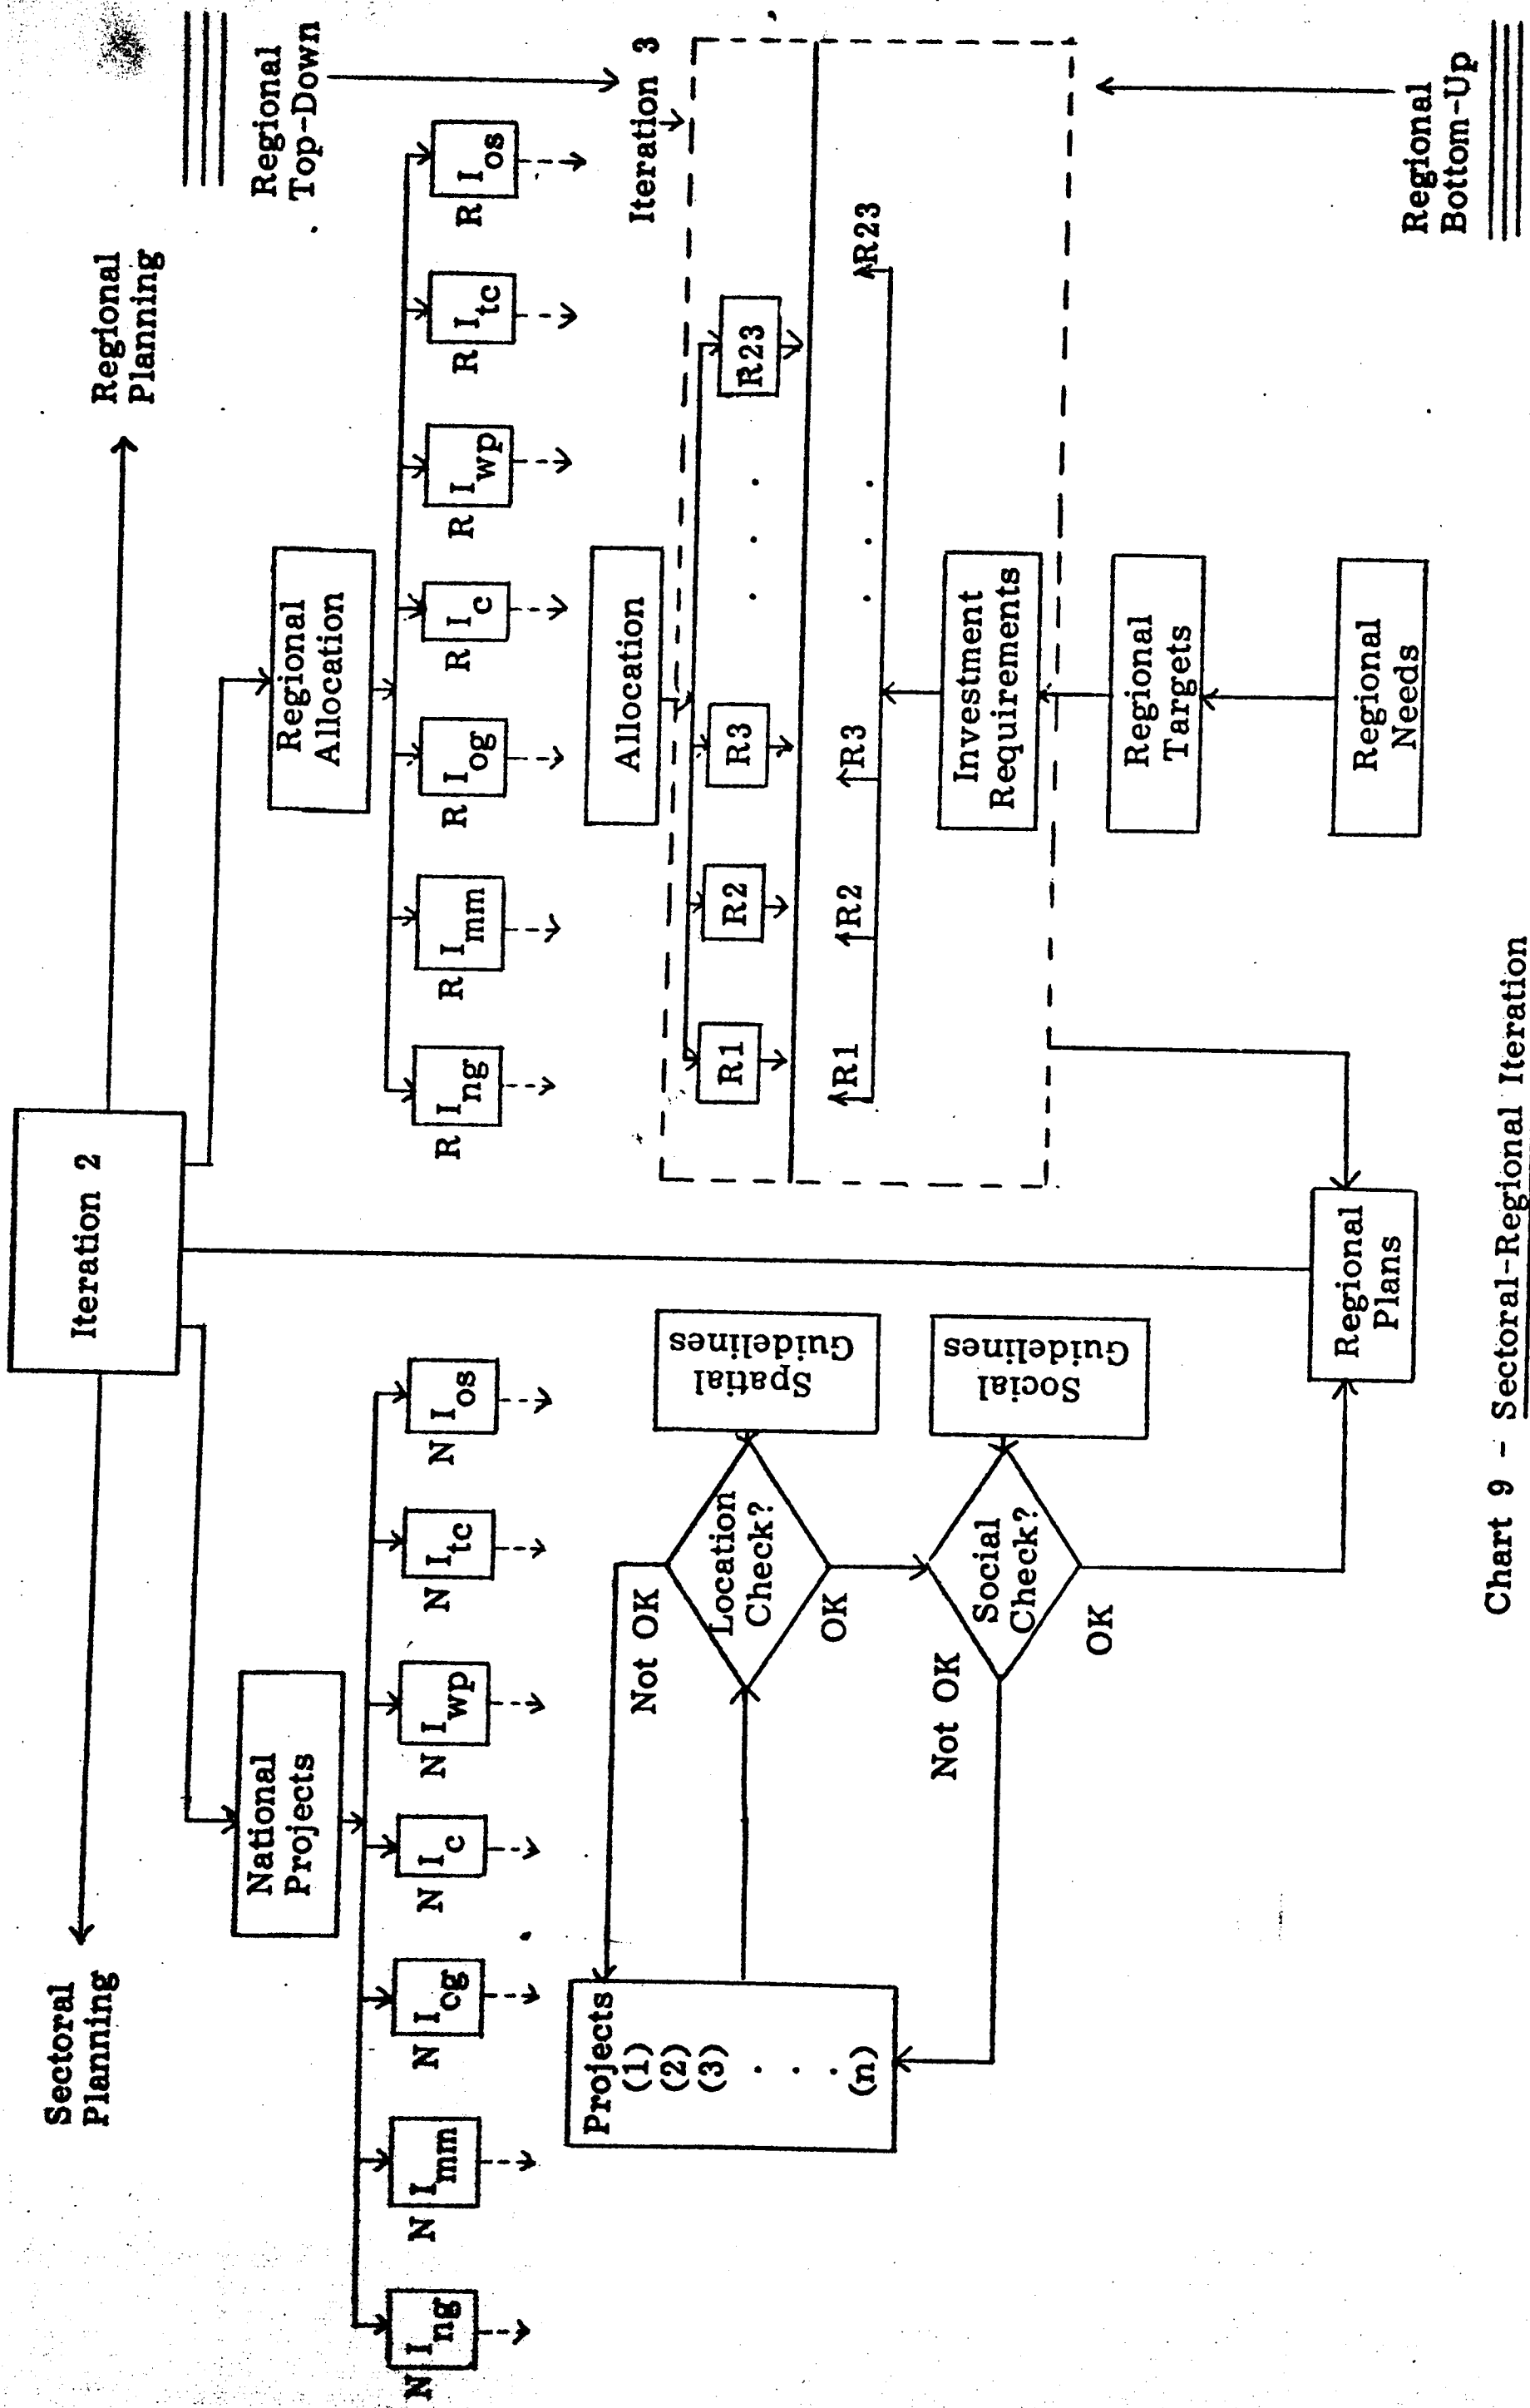 Sectoral
Planning
Iteration 2
Regional
Planning
National
Projects
N I ng
N I mm
N I og
N I c
N I wp
N I tc
N I os
Projects
(1)
(2)
(3)
.
.
.
(n)
Not OK
Location
Check?
OK
Spatial
Guidelines
Not OK
Social
Check?
OK
Social
Guidelines
Regional
Plans
Regional
Allocation
R I ng
R I mm
R I og
R I c
R I wp
R I tc
R I os
Regional
Top-Down
Allocation
Iteration 3
R1 R2 R3 . . . R23
R1 R2 R3 . . . R23
Investment
Requirements
Regional
Targets
Regional
Needs
Regional
Bottom-Up
Chart 9 - Sectoral-Regional Iteration